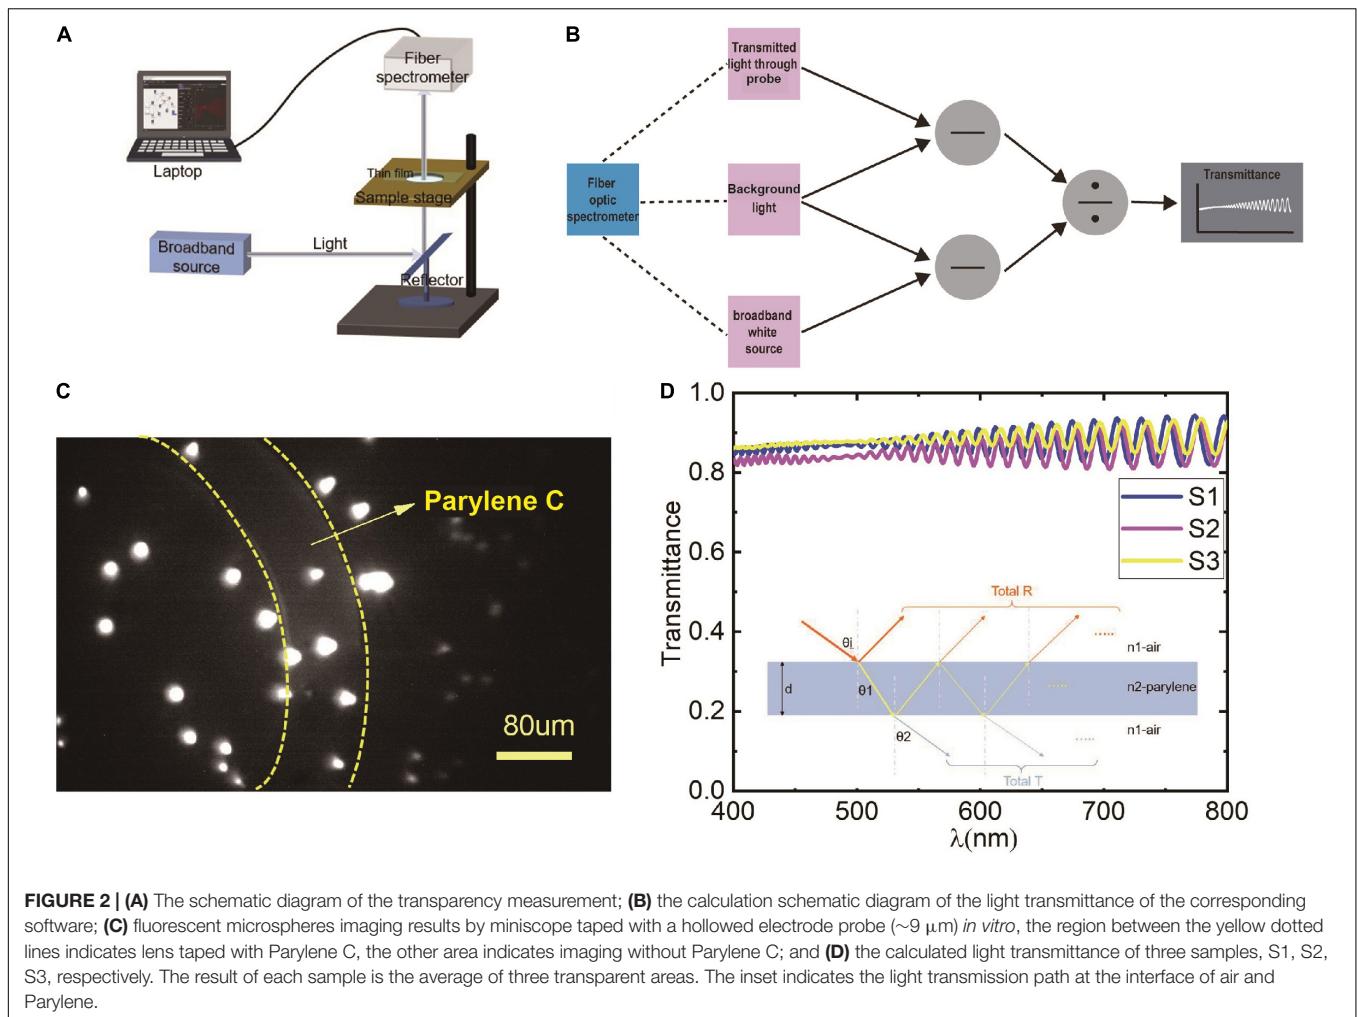 A
Fiber
spectrometer
Laptop
Thin film
Sample stage
Broadband
source
Light
Reflector
B
Transmitted
light through
probe
Fiber
optic
spectrometer
Background
light
broadband
white
source
Transmittance
C
Parylene C
80um
D
Transmittance
1.0
0.8
0.6
0.4
0.2
0.0
400
500
600
700
800
λ(nm)
S1
S2
S3
Total R
θi
n1-air
d
θ1
n2-parylene
θ2
n1-air
Total T
FIGURE 2 | (A) The schematic diagram of the transparency measurement; (B) the calculation schematic diagram of the light transmittance of the corresponding
software; (C) fluorescent microspheres imaging results by miniscope taped with a hollowed electrode probe (~9 μm) in vitro, the region between the yellow dotted
lines indicates lens taped with Parylene C, the other area indicates imaging without Parylene C; and (D) the calculated light transmittance of three samples, S1, S2,
S3, respectively. The result of each sample is the average of three transparent areas. The inset indicates the light transmission path at the interface of air and
Parylene.